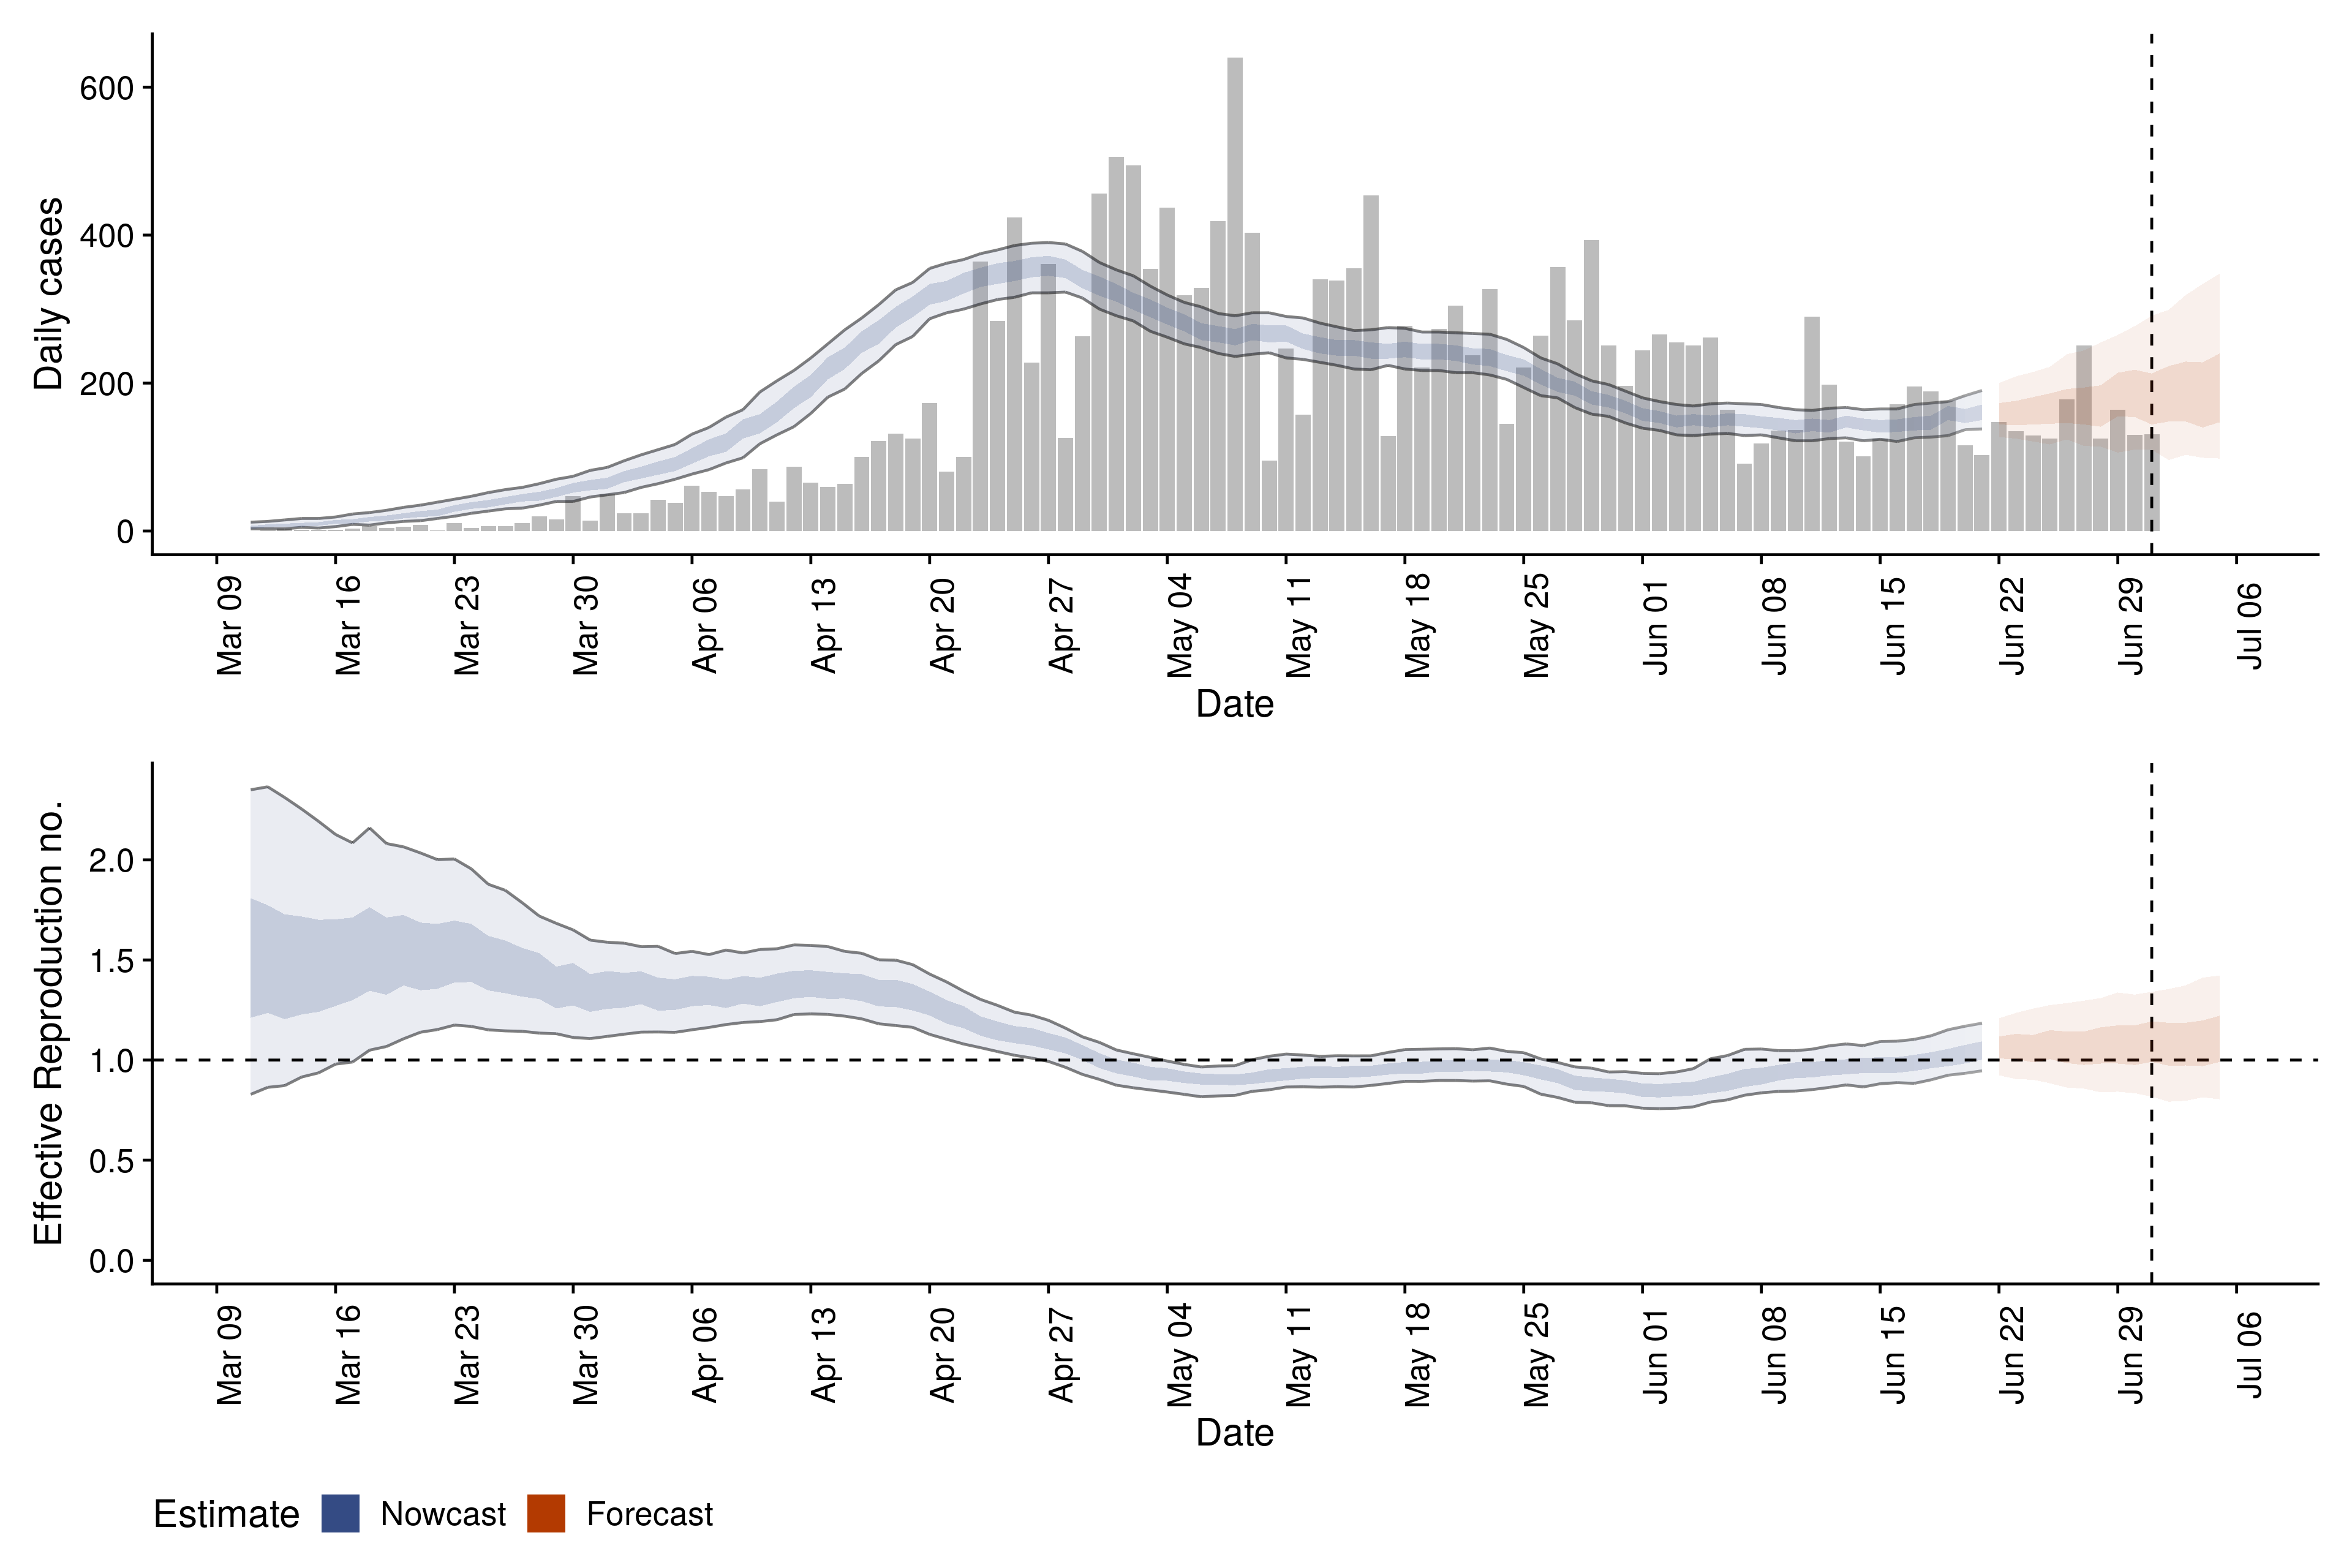 Daily cases
600
400
200
0
Mar 09
Mar 16
Mar 23
Mar 30
Apr 06
Apr 13
Apr 20
Apr 27
May 04
May 11
May 18
May 25
Jun 01
Jun 08
Jun 15
Jun 22
Jun 29
Jul 06
Date
Effective Reproduction no.
2.0
1.5
1.0
0.5
0.0
Mar 09
Mar 16
Mar 23
Mar 30
Apr 06
Apr 13
Apr 20
Apr 27
May 04
May 11
May 18
May 25
Jun 01
Jun 08
Jun 15
Jun 22
Jun 29
Jul 06
Date
Estimate Nowcast Forecast